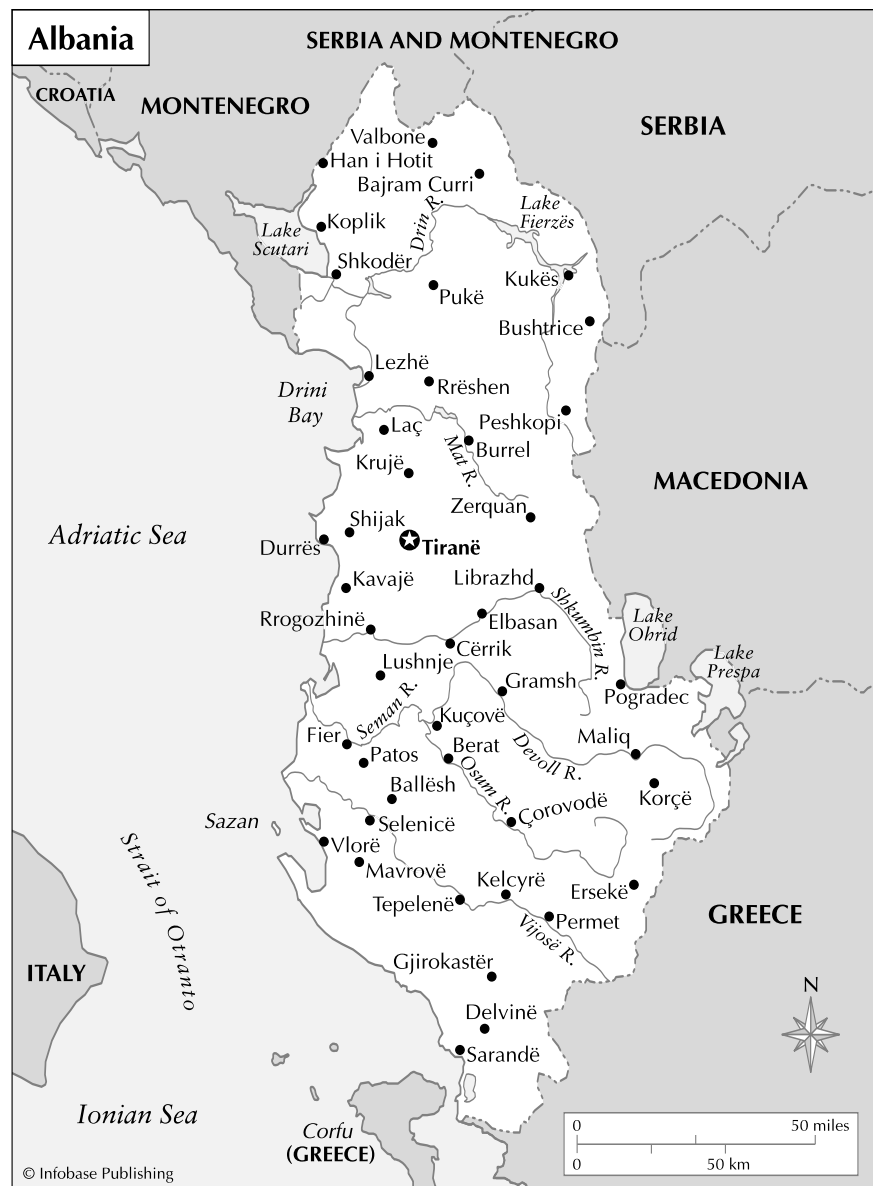 Albania
SERBIA AND MONTENEGRO
CROATIA
MONTENEGRO
SERBIA
Valbone
Han i Hotit
Bajram Curri
Drin R.
Lake
Fierzës
Koplik
Lake
Scutari
Shkodër
Kukës
Pukë
Bushtrice
Lezhë
Rrëshen
Drini
Bay
Peshkopi
Laç
Burrel
Mat R.
Krujë
MACEDONIA
Zerquan
Shijak
Adriatic Sea
Durrës
Tiranë
Kavajë
Librazhd
Shkumbin R.
Rrogozhinë
Elbasan
Lake
Ohrid
Cërrik
Lake
Prespa
Lushnje
Gramsh
Pogradec
Seman R.
Kuçovë
Fier
Maliq
Berat
Devoll R.
Patos
Osum R.
Ballësh
Korçë
Çorovodë
Sazan
Selenicë
Vlorë
Strait of Otranto
Mavrovë
Kelcyrë
Ersekë
Tepelenë
Permet
GREECE
Vijosë R.
Gjirokastër
ITALY
N
Delvinë
Sarandë
Ionian Sea
Corfu
(GREECE)
0 50 miles
0 50 km
© Infobase Publishing